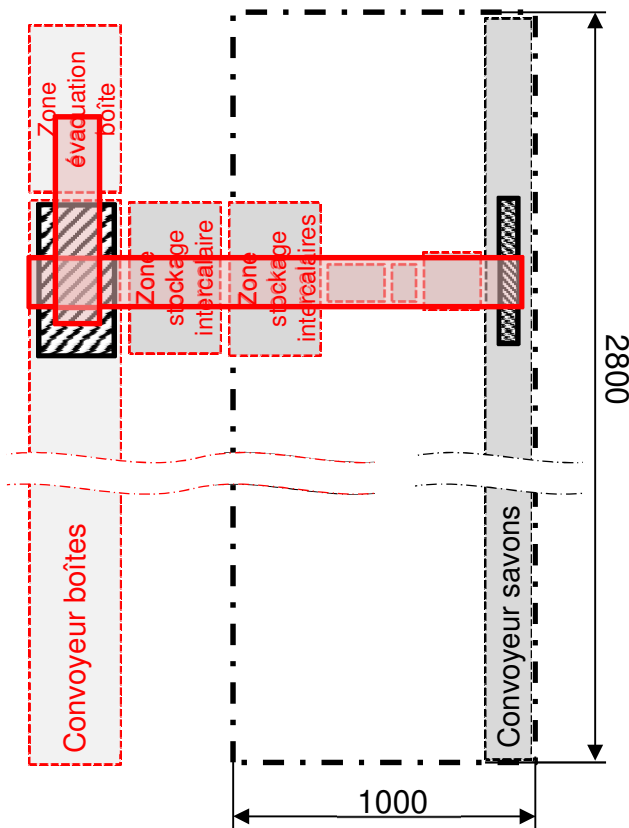 Zone
évacuation
boîte
Zone
stockage
intercalaire
Zone
stockage
intercalaires
Convoyeur boîtes
Convoyeur savons
2800
1000